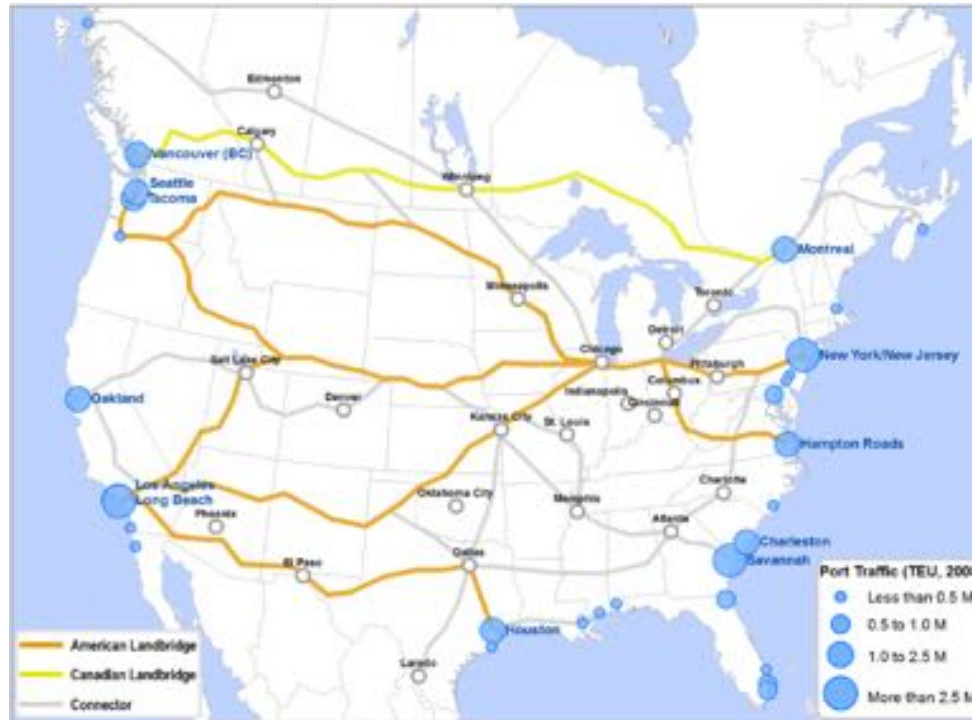 Edmonton
Calgary
Vancouver (BC)
Winnipeg
Seattle
Tacoma
Montreal
Minneapolis
Toronto
Detroit
Chicago
New York/New Jersey
Salt Lake City
Pittsburgh
Columbus
Denver
Indianapolis
Cincinnati
Oakland
Kansas City
St. Louis
Hampton Roads
Los Angeles
Long Beach
Oklahoma City
Charlotte
Phoenix
Memphis
Atlanta
Charleston
Savannah
El Paso
Dallas
Houston
Laredo
Port Traffic (TEU, 2008
Less than 0.5 M
0.5 to 1.0 M
1.0 to 2.5 M
More than 2.5 M
American Landbridge
Canadian Landbridge
Connector